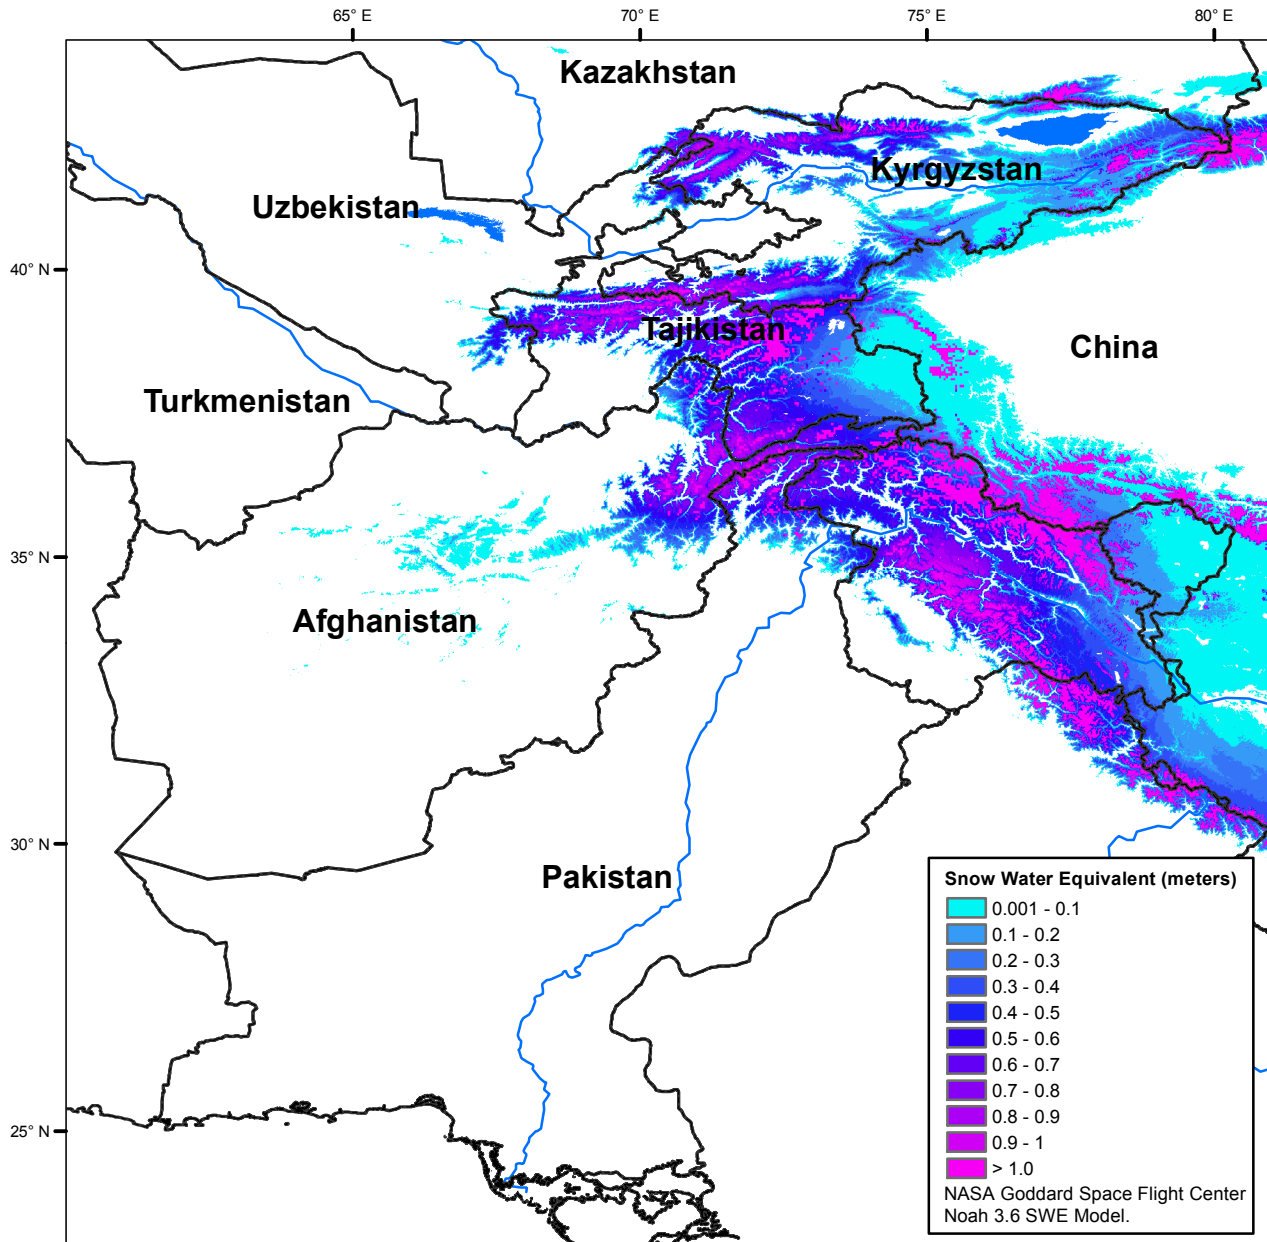 65° E
70° E
75° E
80° E
Kazakhstan
Kyrgyzstan
Uzbekistan
40° N
Tajikistan
China
Turkmenistan
35° N
Afghanistan
30° N
Pakistan
25° N
Snow Water Equivalent (meters)
0.001 - 0.1
0.1 - 0.2
0.2 - 0.3
0.3 - 0.4
0.4 - 0.5
0.5 - 0.6
0.6 - 0.7
0.7 - 0.8
0.8 - 0.9
0.9 - 1
> 1.0
NASA Goddard Space Flight Center
Noah 3.6 SWE Model.